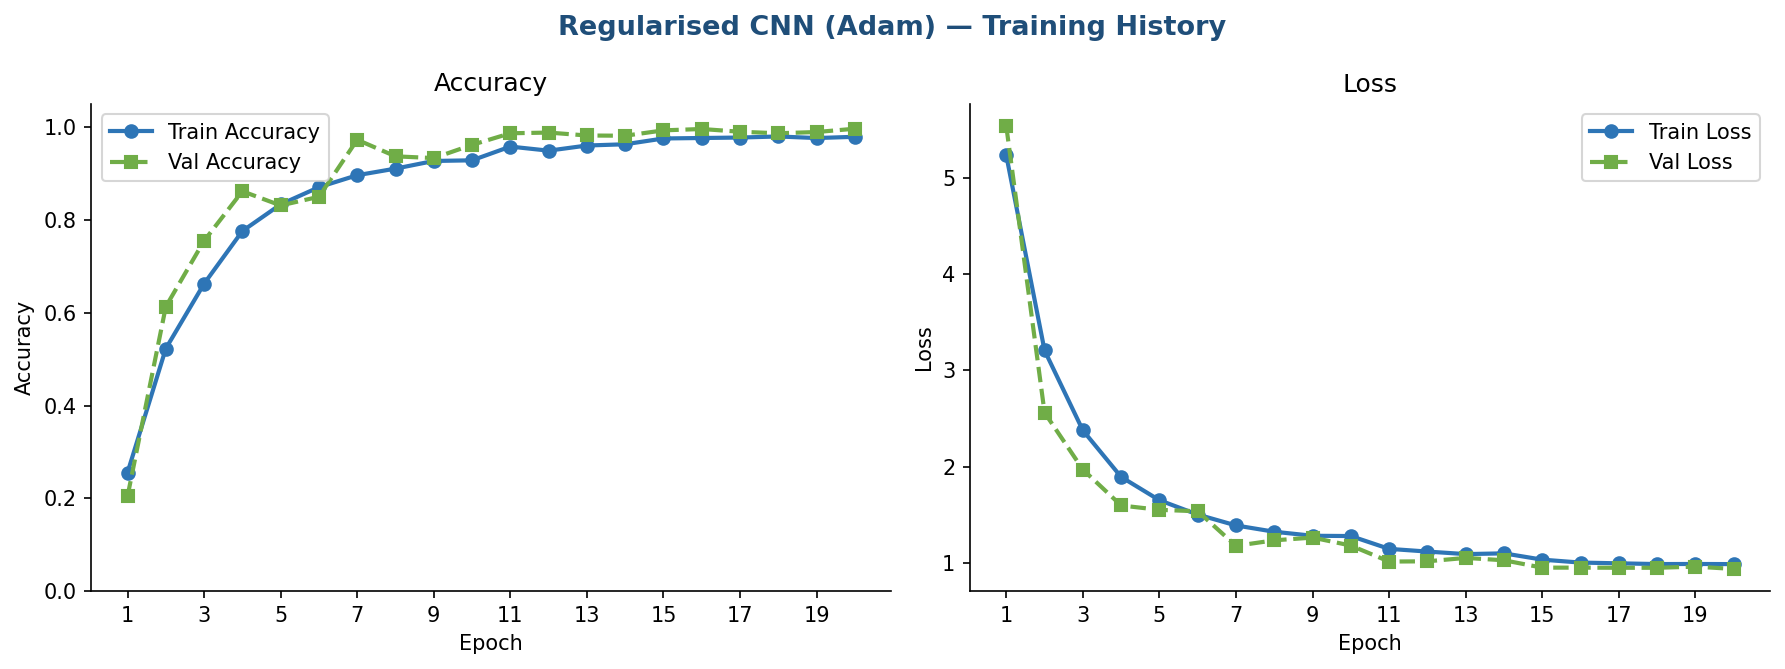 Regularised CNN (Adam) — Training History
Accuracy
Train Accuracy
Val Accuracy
Accuracy
1.0
0.8
0.6
0.4
0.2
0.0
1 3 5 7 9 11 13 15 17 19
Epoch
Loss
Train Loss
Val Loss
Loss
5
4
3
2
1
1 3 5 7 9 11 13 15 17 19
Epoch